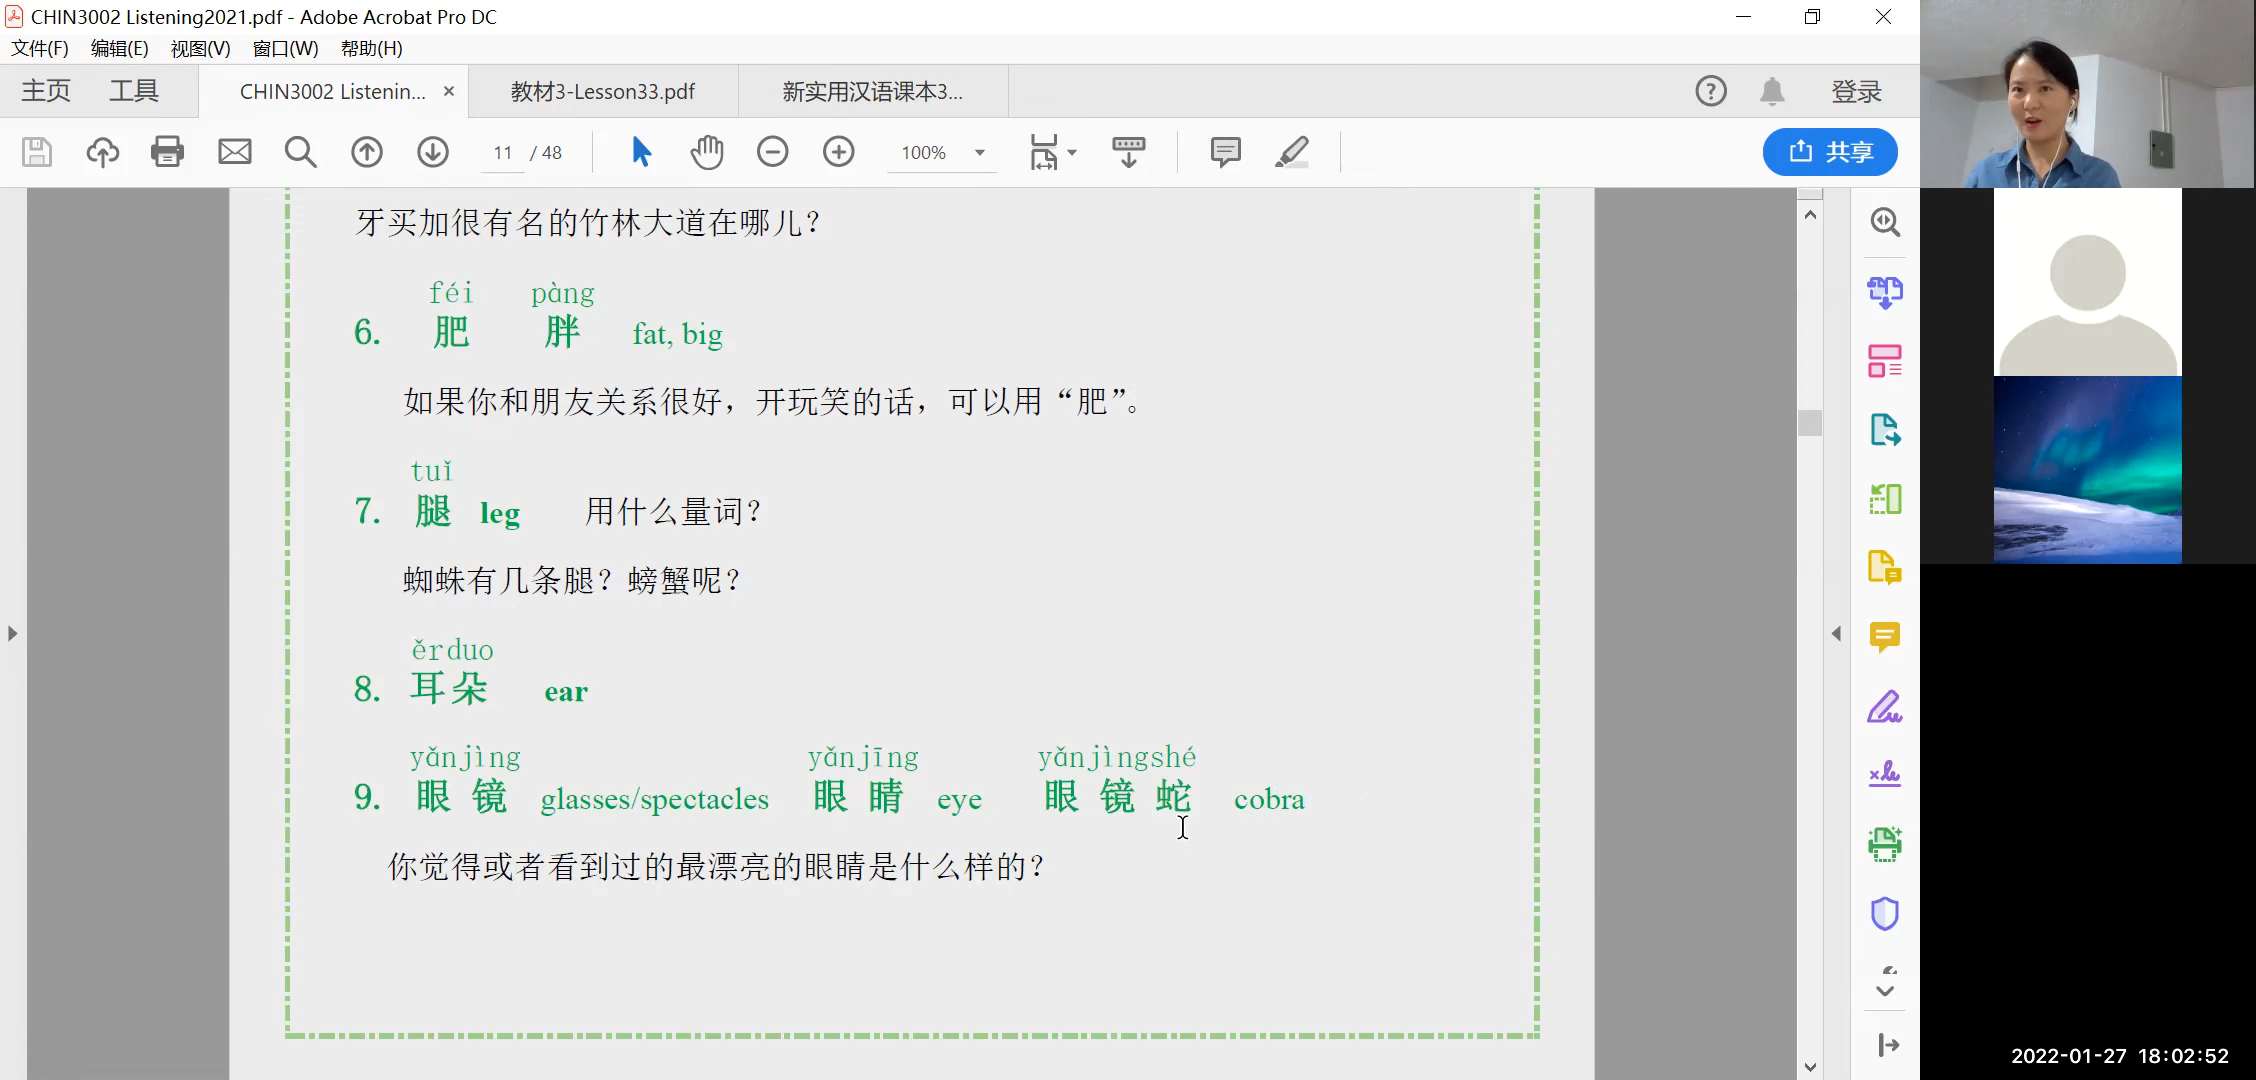 CHIN3002 Listening2021.pdf - Adobe Acrobat Pro DC
文件(F) 编辑(E) 视图(V) 窗口(W) 帮助(H)
主页 工具 CHIN3002 Listenin... × 教材3-Lesson33.pdf 新实用汉语课本3... 登录
11 / 48 100% 共享
牙买加很有名的竹林大道在哪儿？
féi pàng
6. 肥 胖 fat, big
如果你和朋友关系很好，开玩笑的话，可以用“肥”。
tuǐ
7. 腿 leg 用什么量词？
蜘蛛有几条腿？螃蟹呢？
ěrduo
8. 耳朵 ear
yǎnjìng yǎnjīng yǎnjìngshé
9. 眼镜 glasses/spectacles 眼睛 eye 眼镜蛇 cobra
你觉得或者看到过的最漂亮的眼睛是什么样的？
2022-01-27 18:02:52